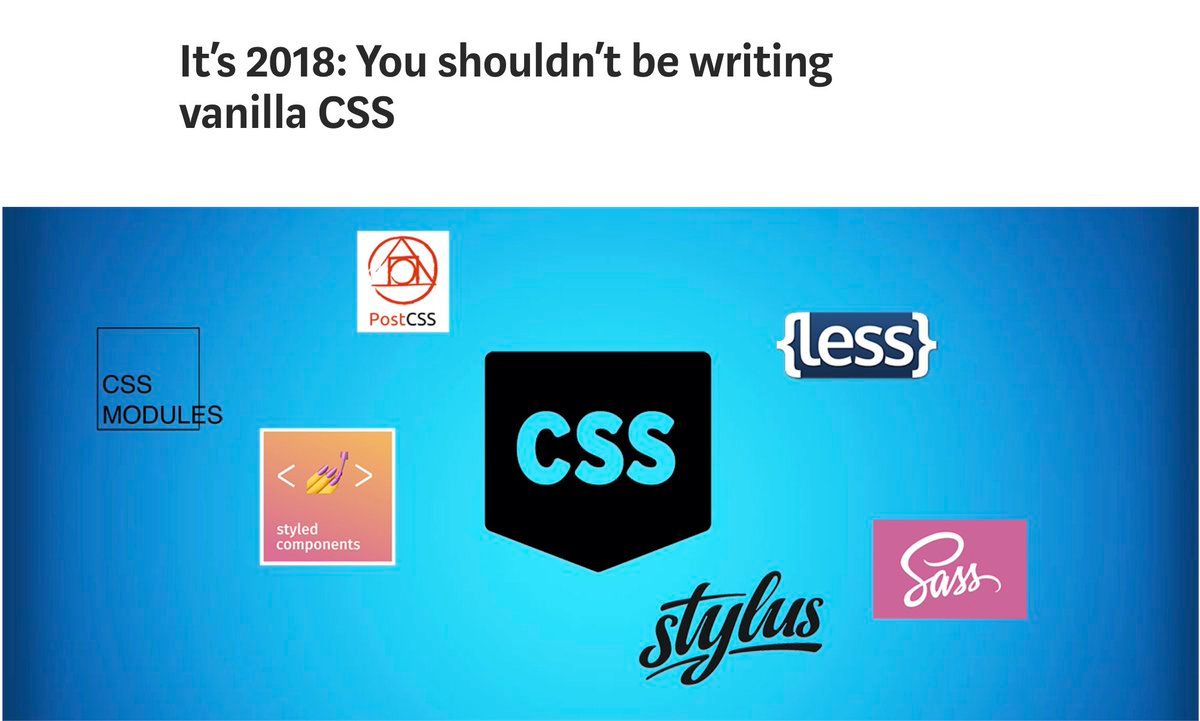 It’s 2018: You shouldn’t be writing
vanilla CSS
PostCSS
{less}
CSS
MODULES
CSS
< >
styled
components
Sass
stylus